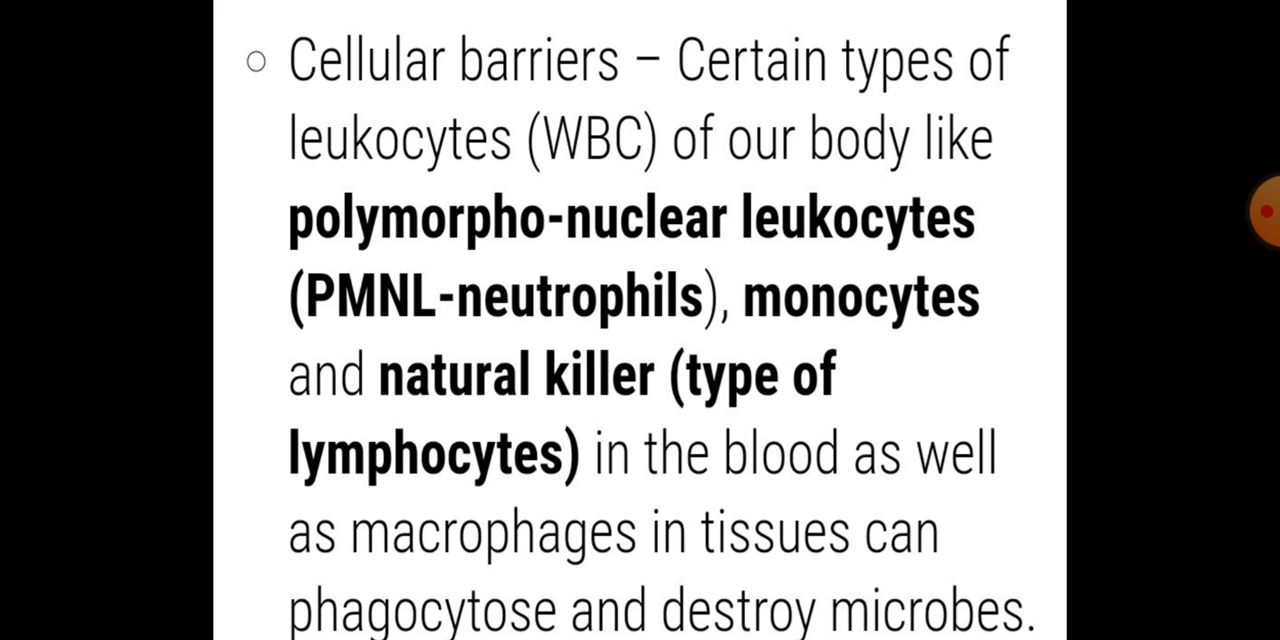 Cellular barriers – Certain types of
leukocytes (WBC) of our body like
polymorpho-nuclear leukocytes
(PMNL-neutrophils), monocytes
and natural killer (type of
lymphocytes) in the blood as well
as macrophages in tissues can
phagocytose and destroy microbes.